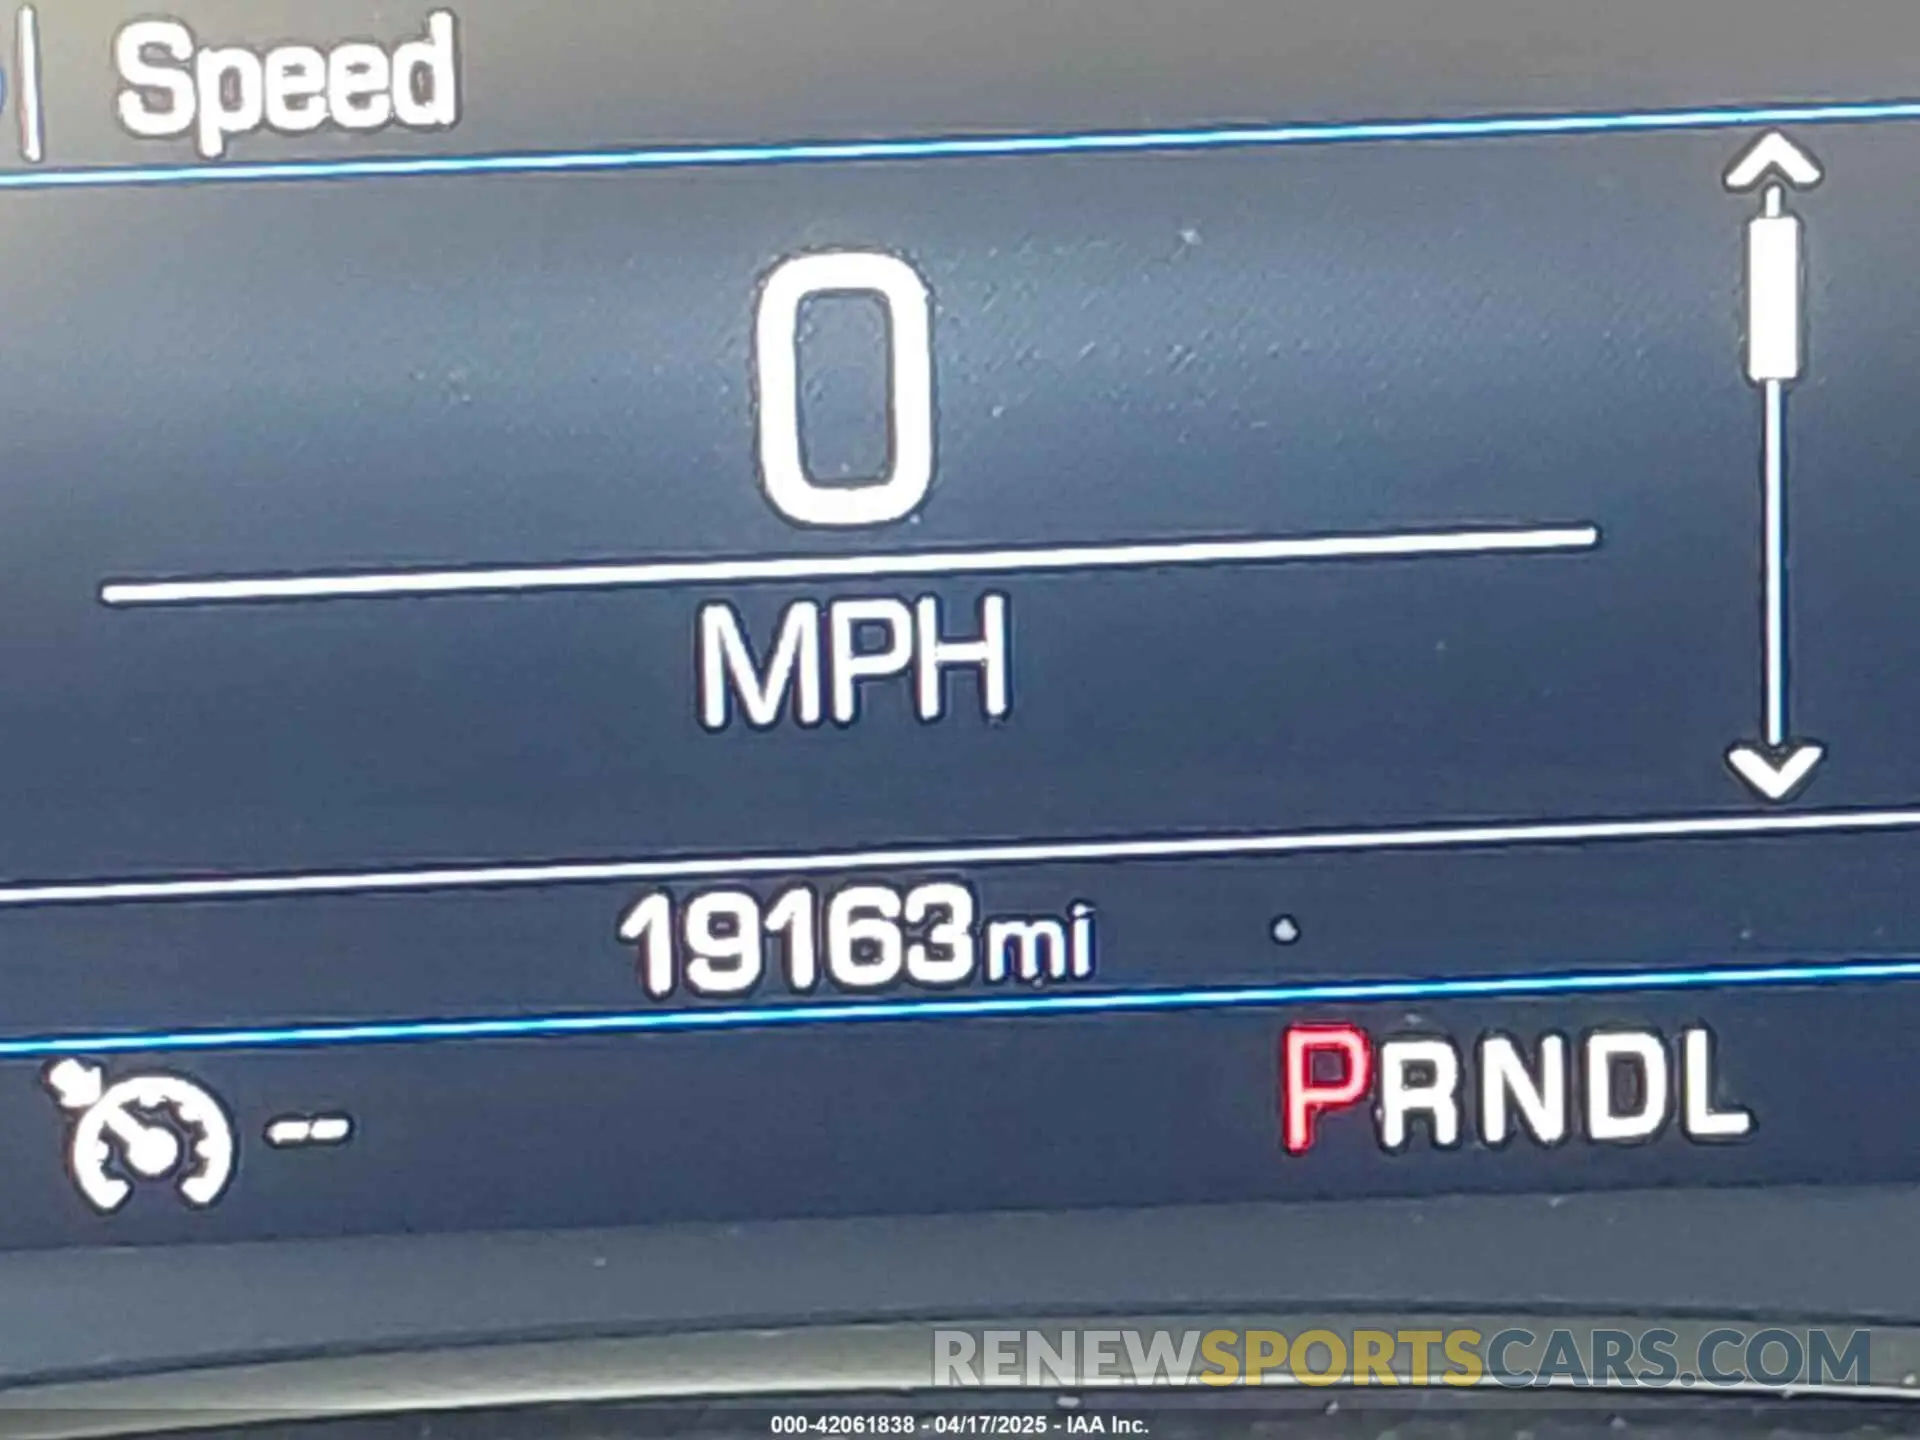 Speed
0
MPH
19163mi
-- PRNDL
RENEWSPORTSCARS.COM
000-42061838 - 04/17/2025 - IAA Inc.